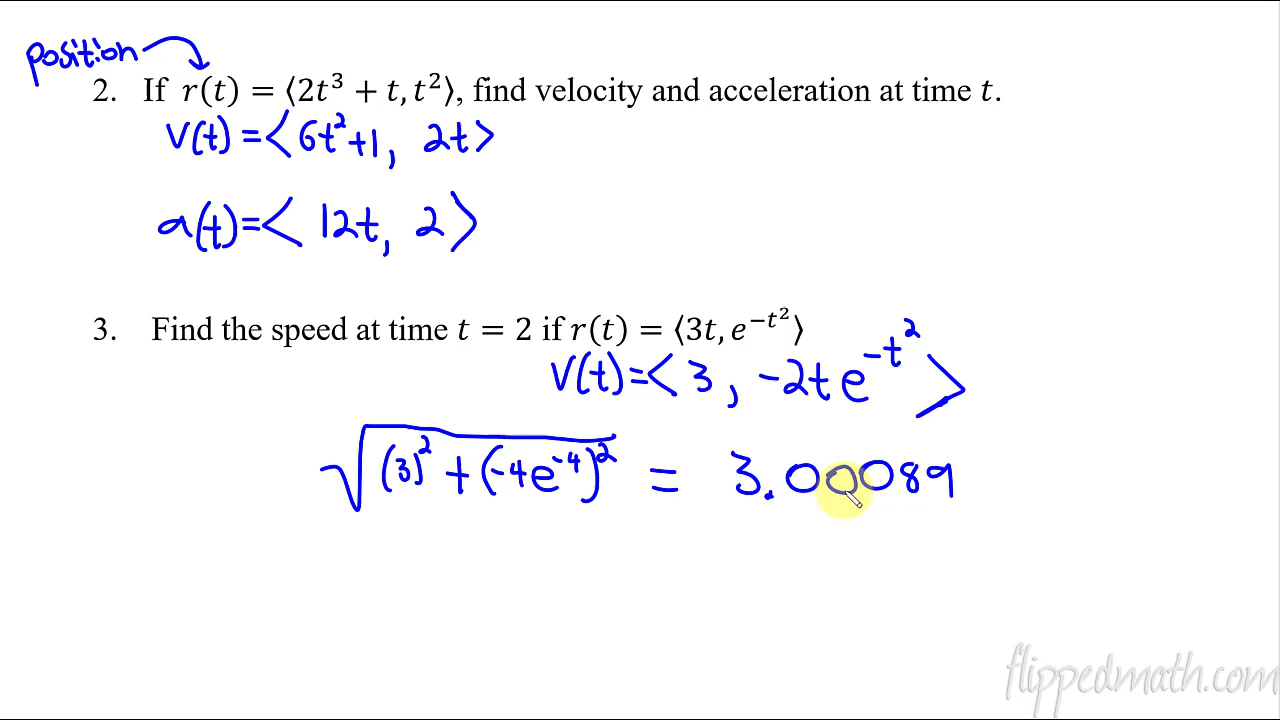 position
2. If r(t) = ⟨2t³ + t, t²⟩, find velocity and acceleration at time t.
v(t)=<6t²+1, 2t>
a(t)=<12t, 2>
3. Find the speed at time t = 2 if r(t) = ⟨3t, e^{-t²}⟩
v(t)=<3, -2te^{-t²}>
√((3)²+(-4e^{-4})²) = 3.00089
flippedmath.com